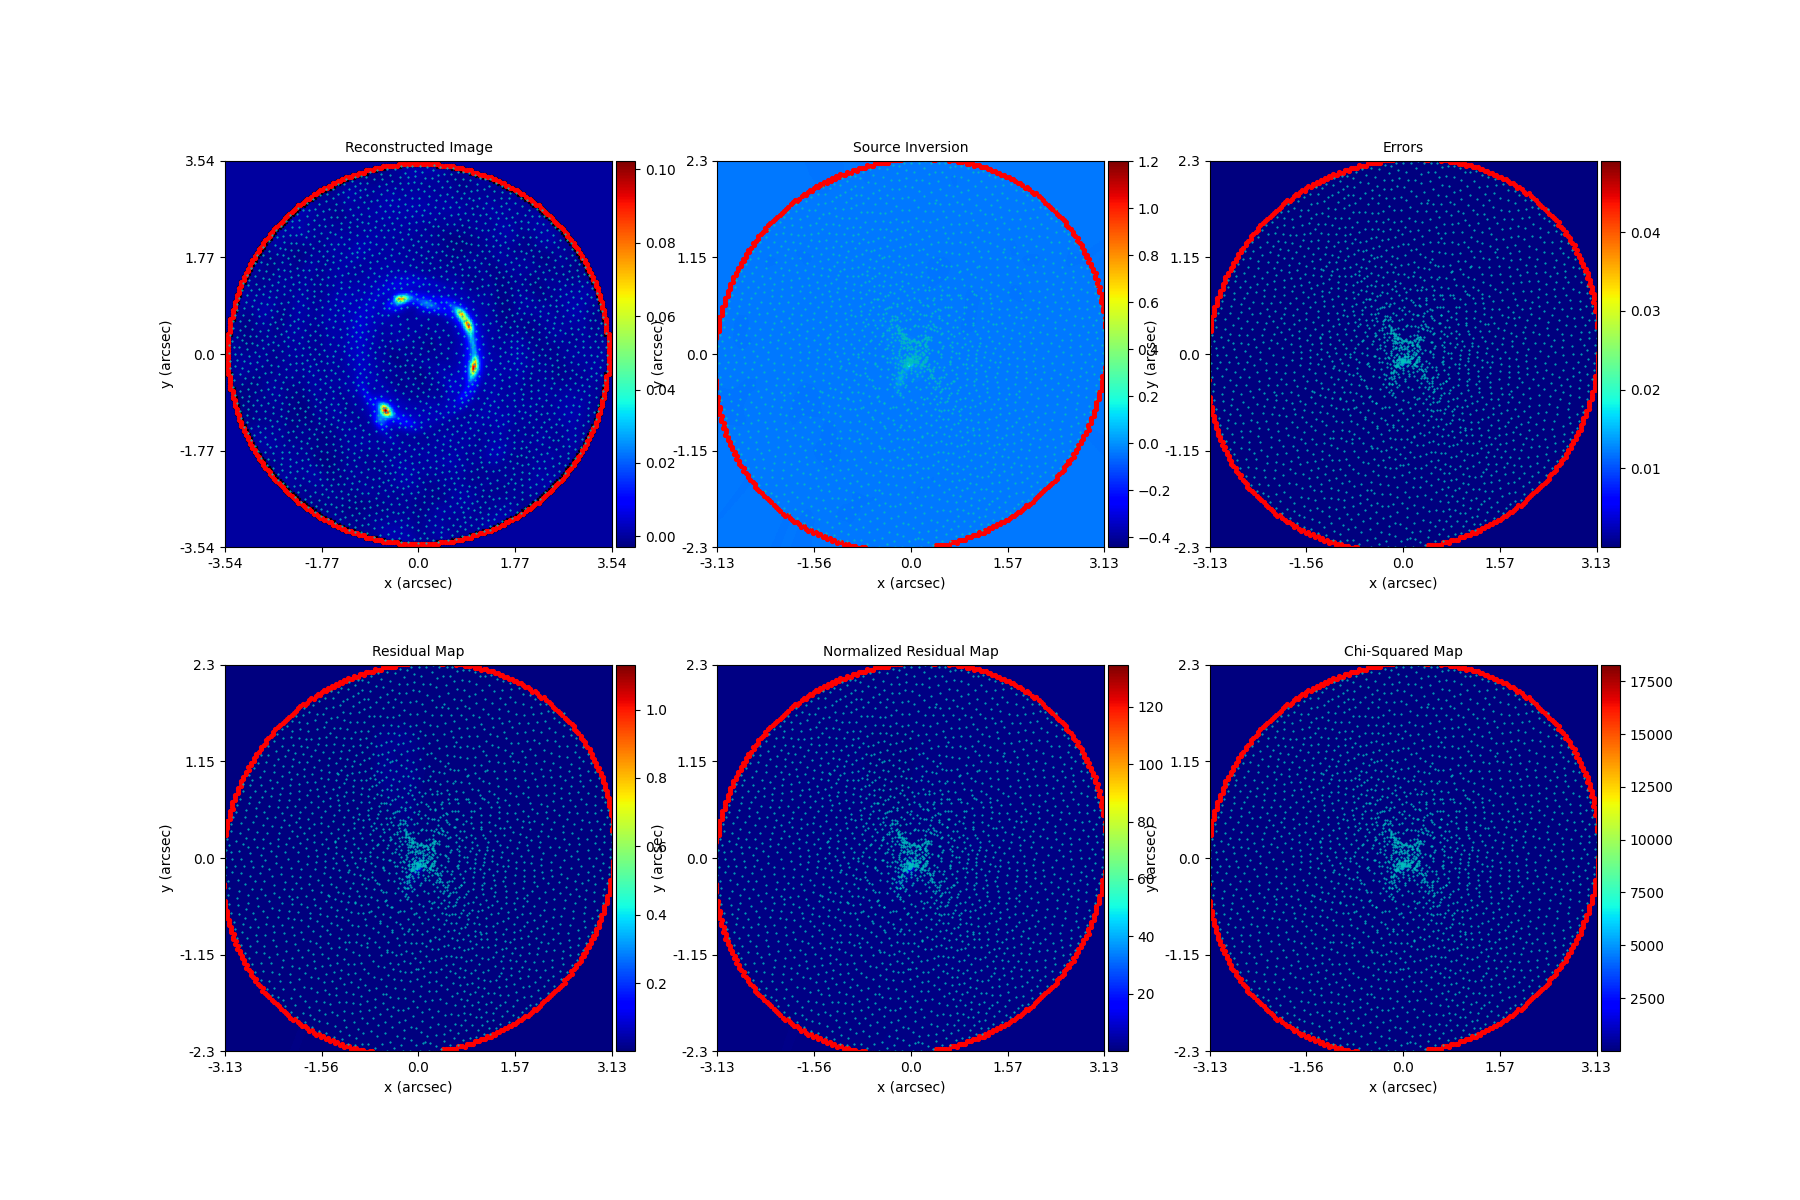 Reconstructed Image
3.54
1.77
0.0
-1.77
-3.54
y (arcsec)
-3.54 -1.77 0.0 1.77 3.54
x (arcsec)
0.10
0.08
0.06
0.04
0.02
0.00
Source Inversion
2.3
1.15
0.0
-1.15
-2.3
y (arcsec)
-3.13 -1.56 0.0 1.57 3.13
x (arcsec)
1.2
1.0
0.8
0.6
0.4
0.2
0.0
−0.2
−0.4
Errors
2.3
1.15
0.0
-1.15
-2.3
y (arcsec)
-3.13 -1.56 0.0 1.57 3.13
x (arcsec)
0.04
0.03
0.02
0.01
Residual Map
2.3
1.15
0.0
-1.15
-2.3
y (arcsec)
-3.13 -1.56 0.0 1.57 3.13
x (arcsec)
1.0
0.8
0.6
0.4
0.2
Normalized Residual Map
2.3
1.15
0.0
-1.15
-2.3
y (arcsec)
-3.13 -1.56 0.0 1.57 3.13
x (arcsec)
120
100
80
60
40
20
Chi-Squared Map
2.3
1.15
0.0
-1.15
-2.3
y (arcsec)
-3.13 -1.56 0.0 1.57 3.13
x (arcsec)
17500
15000
12500
10000
7500
5000
2500